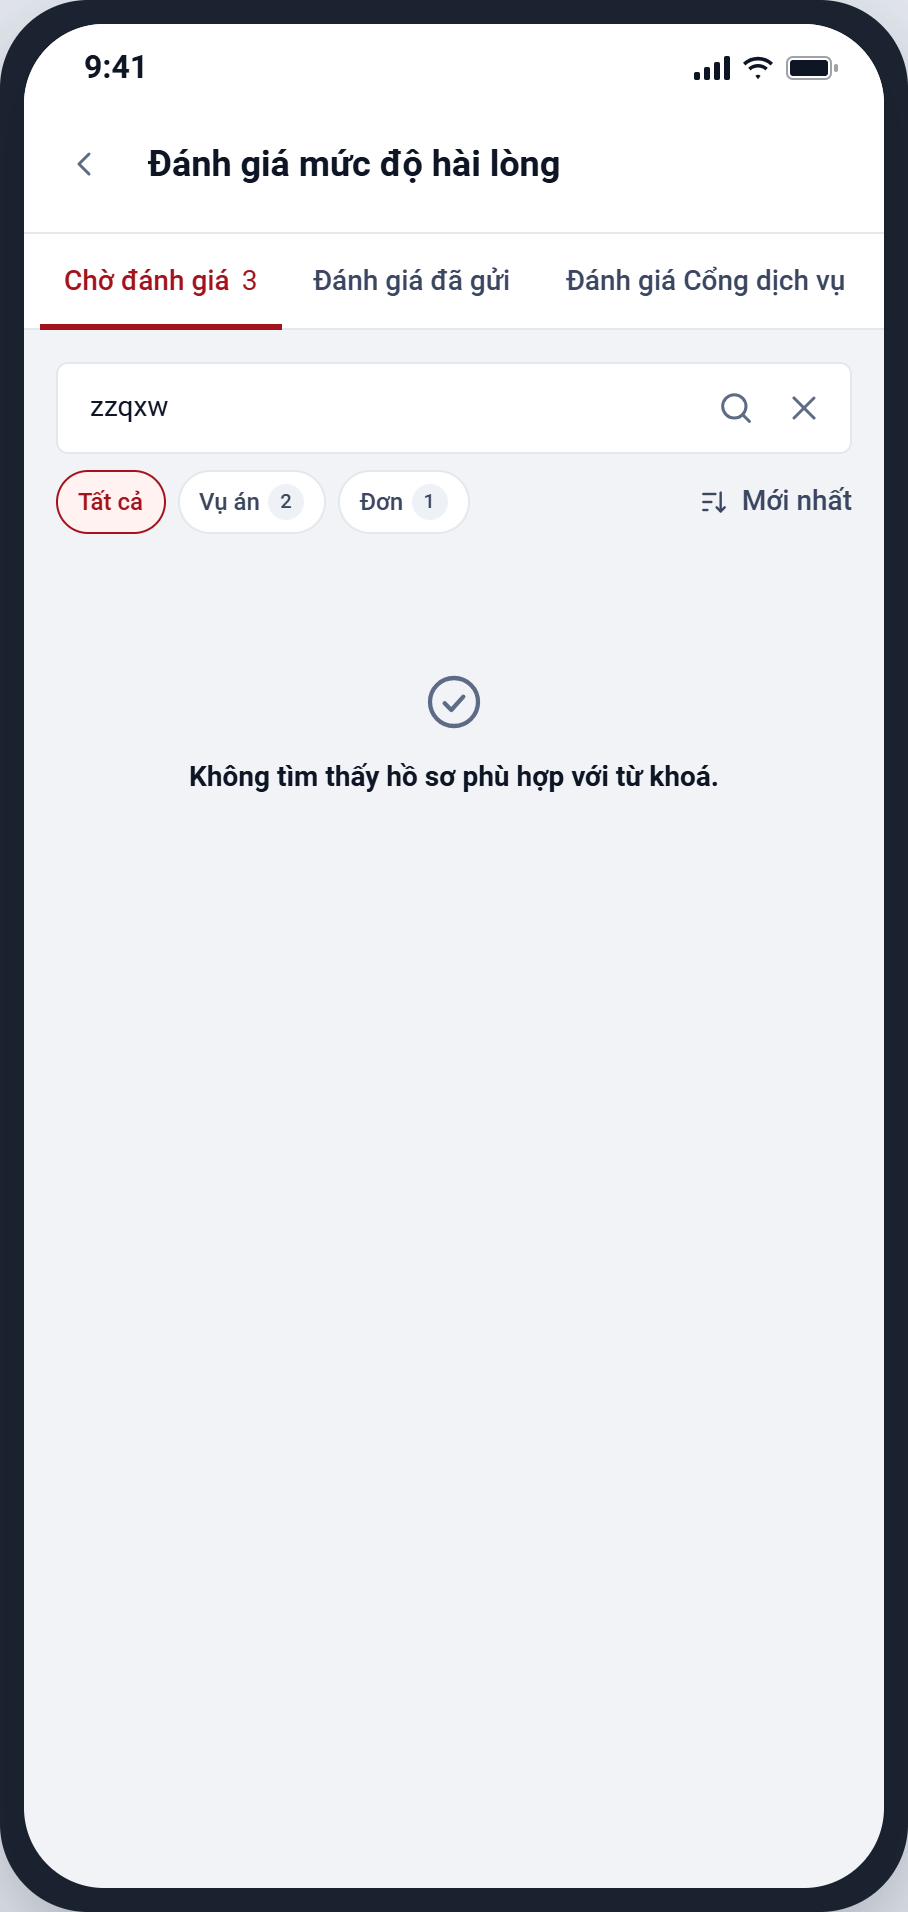 9:41
Đánh giá mức độ hài lòng
Chờ đánh giá 3 Đánh giá đã gửi Đánh giá Cổng dịch vụ
zzqxw
Tất cả Vụ án 2 Đơn 1 Mới nhất
Không tìm thấy hồ sơ phù hợp với từ khoá.